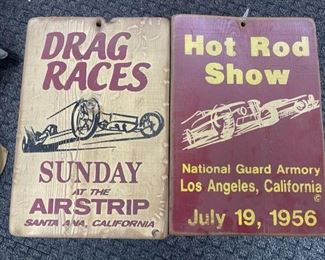 DRAG
RACES
SUNDAY
AT THE
AIRSTRIP
SANTA ANA, CALIFORNIA
Hot Rod
Show
National Guard Armory
Los Angeles, California
July 19, 1956